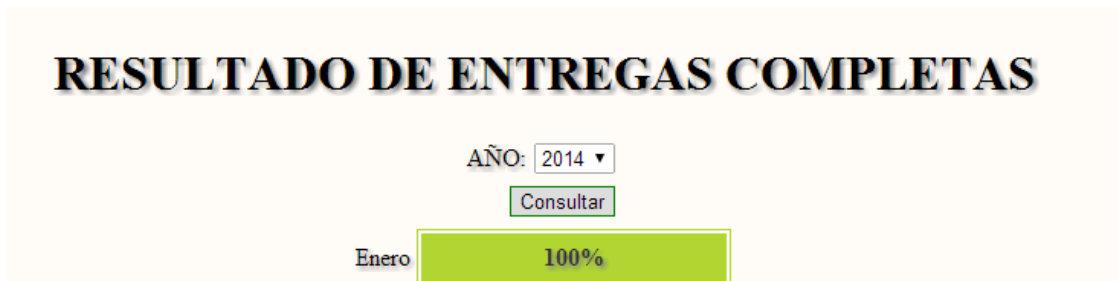 RESULTADO DE ENTREGAS COMPLETAS
AÑO: 2014
Consultar
Enero 100%